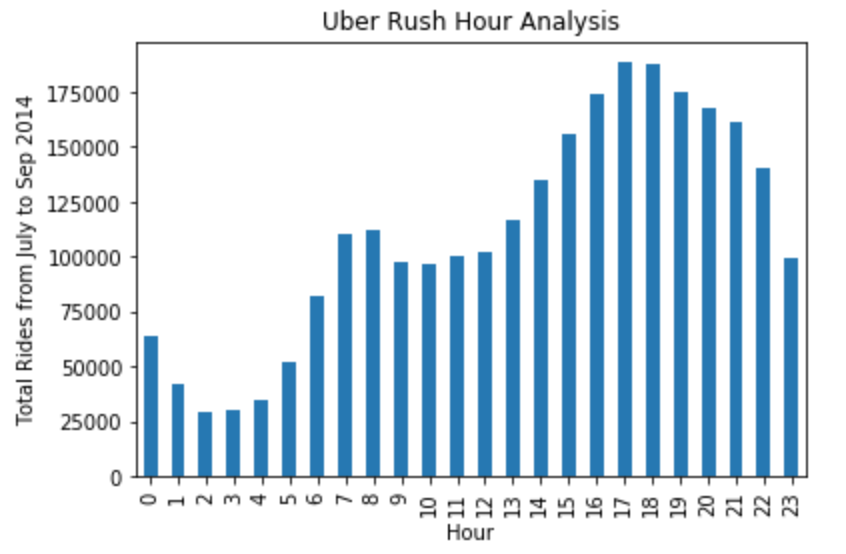 Uber Rush Hour Analysis
Total Rides from July to Sep 2014
175000
150000
125000
100000
75000
50000
25000
0
0 1 2 3 4 5 6 7 8 9 10 11 12 13 14 15 16 17 18 19 20 21 22 23
Hour